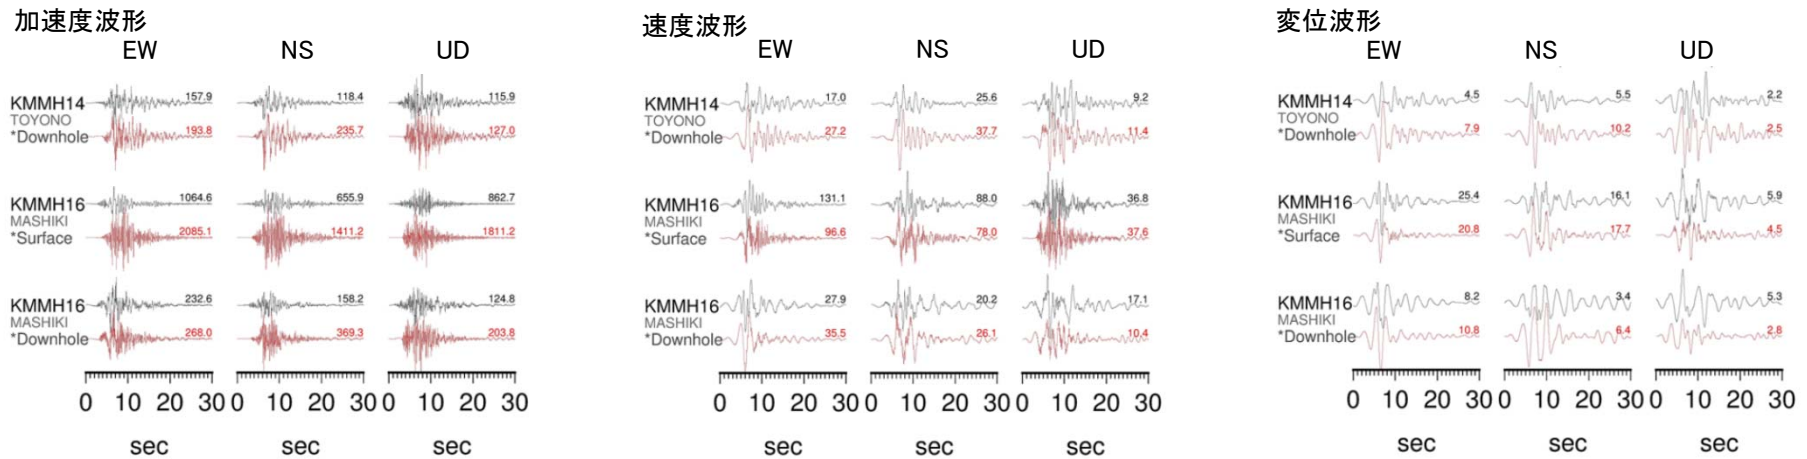 加速度波形
EW NS UD
KMMH14 157.9 118.4 115.9
TOYONO
*Downhole 193.8 235.7 127.0
KMMH16 1064.6 655.9 862.7
MASHIKI
*Surface 2085.1 1411.2 1811.2
KMMH16 232.6 158.2 124.8
MASHIKI
*Downhole 268.0 369.3 203.8
0 10 20 30 0 10 20 30 0 10 20 30
sec sec sec
速度波形
EW NS UD
KMMH14 17.0 25.6 9.2
TOYONO
*Downhole 27.2 37.7 11.4
KMMH16 131.1 88.0 36.8
MASHIKI
*Surface 96.6 78.0 37.6
KMMH16 27.9 20.2 17.1
MASHIKI
*Downhole 35.5 26.1 10.4
0 10 20 30 0 10 20 30 0 10 20 30
sec sec sec
変位波形
EW NS UD
KMMH14 4.5 5.5 2.2
TOYONO
*Downhole 7.9 10.2 2.5
KMMH16 25.4 16.1 5.9
MASHIKI
*Surface 20.8 17.7 4.5
KMMH16 8.2 3.4 5.3
MASHIKI
*Downhole 10.8 6.4 2.8
0 10 20 30 0 10 20 30 0 10 20 30
sec sec sec